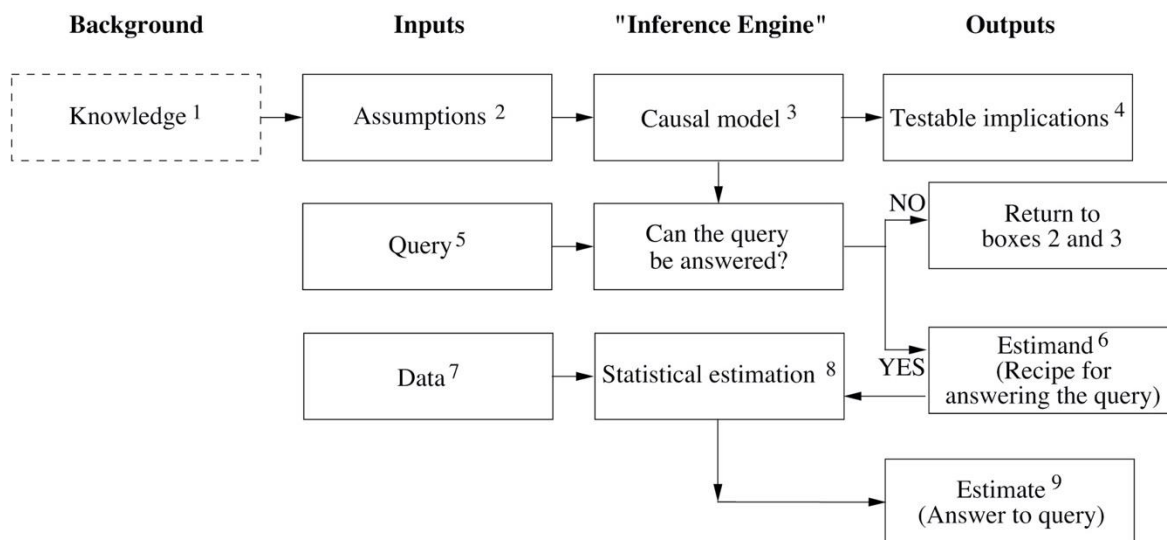 Background Inputs "Inference Engine" Outputs
Knowledge 1
Assumptions 2
Causal model 3
Testable implications 4
Query 5
Can the query
be answered?
NO
Return to
boxes 2 and 3
YES
Estimand 6
(Recipe for
answering the query)
Data 7
Statistical estimation 8
Estimate 9
(Answer to query)